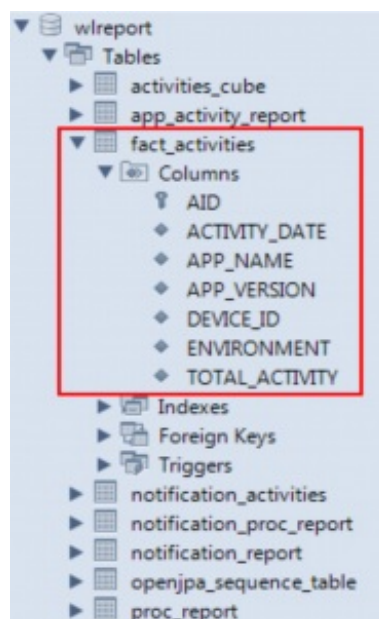 wlreport
Tables
activities_cube
app_activity_report
fact_activities
Columns
AID
ACTIVITY_DATE
APP_NAME
APP_VERSION
DEVICE_ID
ENVIRONMENT
TOTAL_ACTIVITY
Indexes
Foreign Keys
Triggers
notification_activities
notification_proc_report
notification_report
openjpa_sequence_table
proc_report